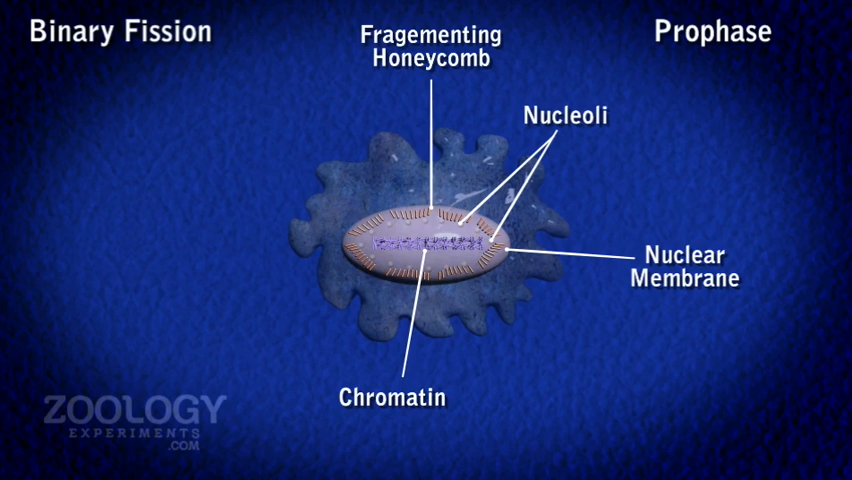 Binary Fission
Prophase
Fragementing
Honeycomb
Nucleoli
Nuclear
Membrane
Chromatin
ZOOLOGY
EXPERIMENTS
.COM